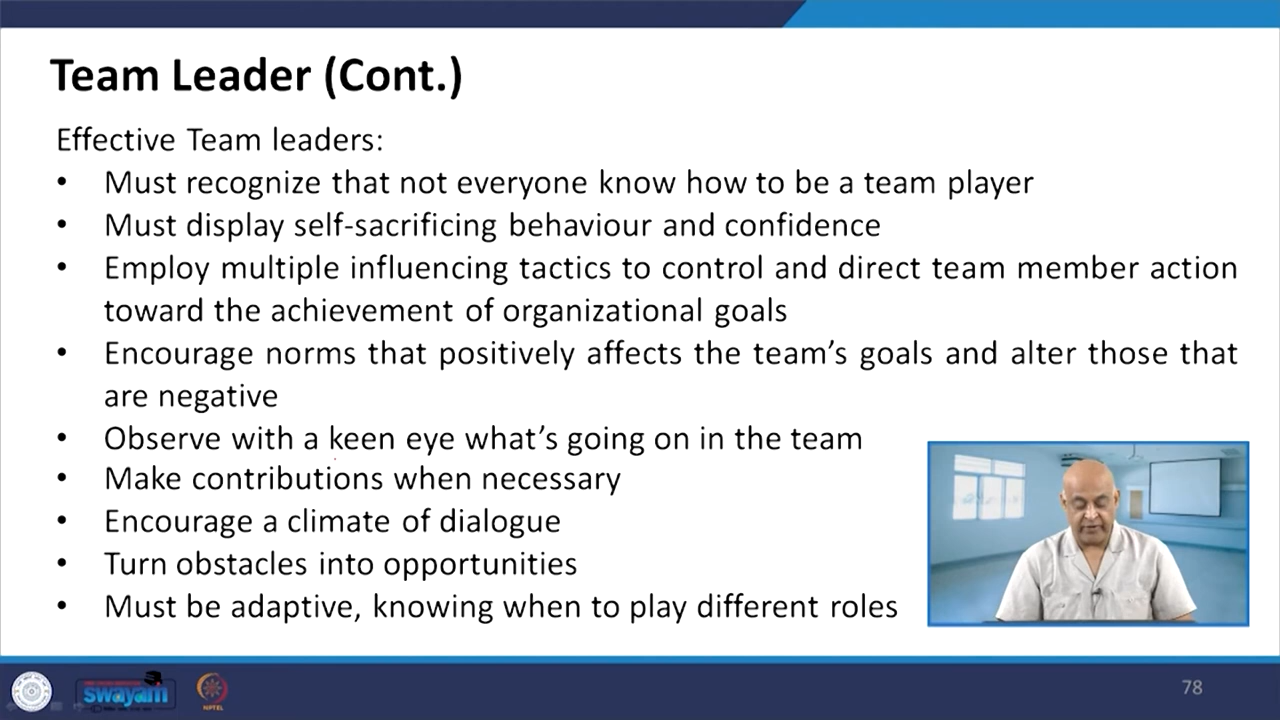 Team Leader (Cont.)
Effective Team leaders:
• Must recognize that not everyone know how to be a team player
• Must display self-sacrificing behaviour and confidence
• Employ multiple influencing tactics to control and direct team member action
toward the achievement of organizational goals
• Encourage norms that positively affects the team’s goals and alter those that
are negative
• Observe with a keen eye what’s going on in the team
• Make contributions when necessary
• Encourage a climate of dialogue
• Turn obstacles into opportunities
• Must be adaptive, knowing when to play different roles
swayam
NPTEL
78